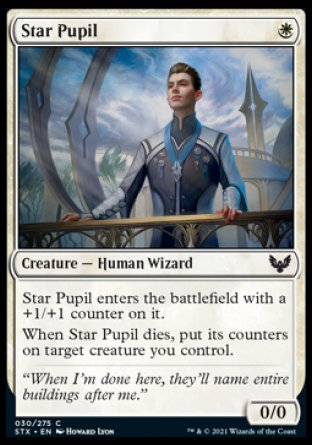 Star Pupil
Creature — Human Wizard
Star Pupil enters the battlefield with a
+1/+1 counter on it.
When Star Pupil dies, put its counters
on target creature you control.
“When I’m done here, they’ll name entire
buildings after me.”
0/0
030/275 C
STX • EN Howard Lyon
™ & © 2021 Wizards of the Coast